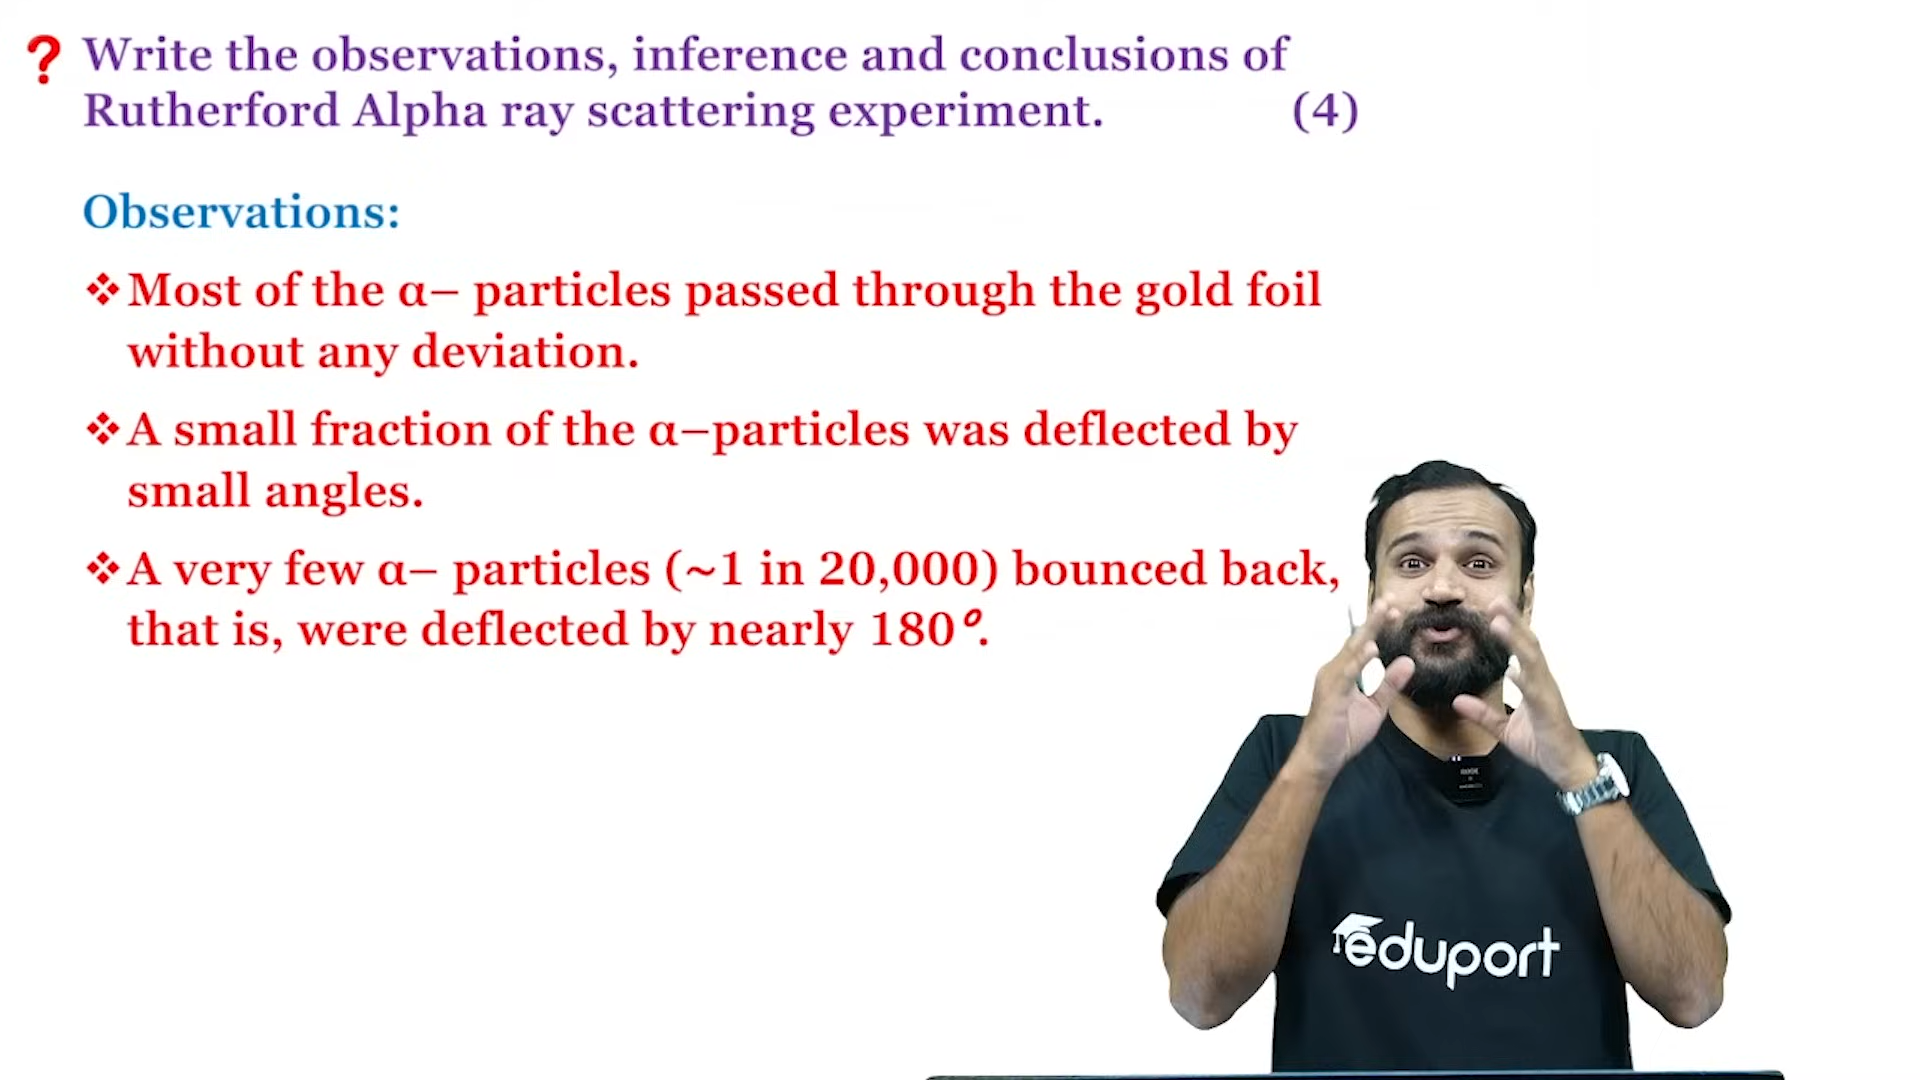 ❓ Write the observations, inference and conclusions of
Rutherford Alpha ray scattering experiment. (4)
Observations:
❖ Most of the α– particles passed through the gold foil
without any deviation.
❖ A small fraction of the α–particles was deflected by
small angles.
❖ A very few α– particles (~1 in 20,000) bounced back,
that is, were deflected by nearly 180°.
eduport